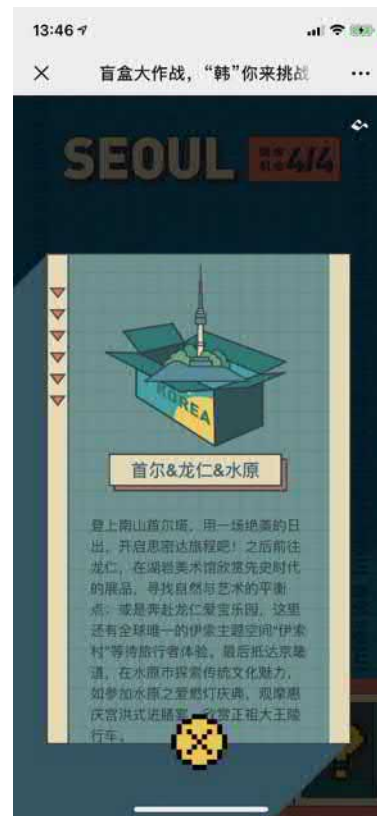 13:46
盲盒大作战，“韩”你来挑战
SEOUL
4/4
KOREA
首尔&龙仁&水原
登上南山首尔塔，用一场绝美的日
出，开启思密达旅程吧！之后前往
龙仁，在湖岩美术馆欣赏先史时代
的展品，寻找自然与艺术的平衡
点；或是奔赴龙仁爱宝乐园，这里
还有全球唯一的伊索主题空间“伊索
村”等待旅行者体验。最后抵达京畿
道，在水原市探索传统文化魅力，
如参加水原之爱燃灯庆典，观摩惠
庆宫洪氏进膳宴，欣赏正祖大王陵
行车。